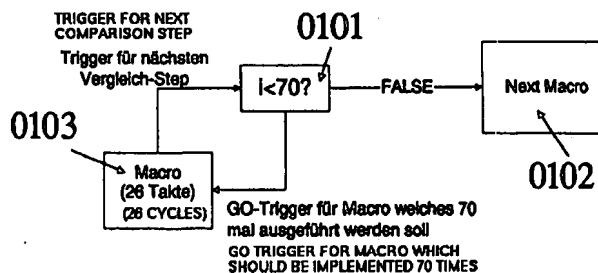 TRIGGER FOR NEXT
COMPARISON STEP
Trigger für nächsten
Vergleich-Step
0101
i<70?
FALSE
Next Macro
0103
0102
Macro
(26 Takte)
(26 CYCLES)
GO-Trigger für Macro welches 70
mal ausgeführt werden soll
GO TRIGGER FOR MACRO WHICH
SHOULD BE IMPLEMENTED 70 TIMES